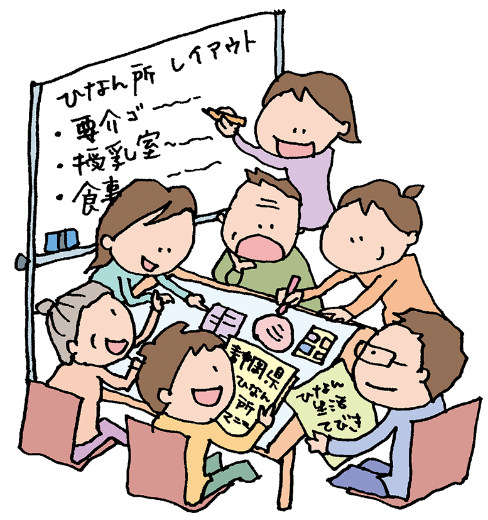 ひなん所 レイアウト
・要介ゴ
・授乳室
・食事
静岡県
ひなん
所
マニュ
ひなん
生活
てびき